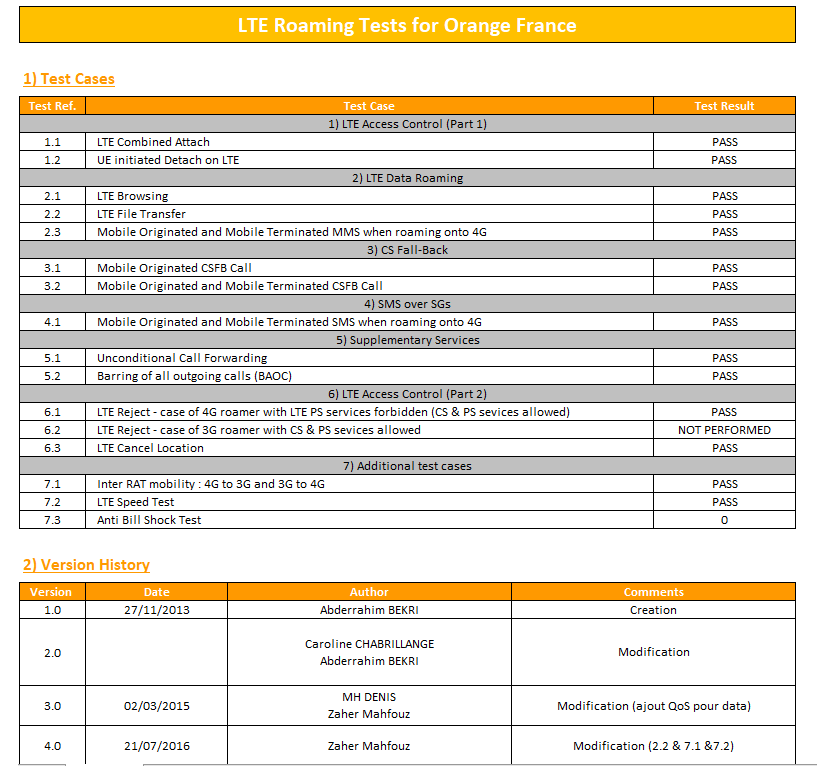 LTE Roaming Tests for Orange France
1) Test Cases
Test Ref. Test Case Test Result
1) LTE Access Control (Part 1)
1.1 LTE Combined Attach PASS
1.2 UE initiated Detach on LTE PASS
2) LTE Data Roaming
2.1 LTE Browsing PASS
2.2 LTE File Transfer PASS
2.3 Mobile Originated and Mobile Terminated MMS when roaming onto 4G PASS
3) CS Fall-Back
3.1 Mobile Originated CSFB Call PASS
3.2 Mobile Originated and Mobile Terminated CSFB Call PASS
4) SMS over SGs
4.1 Mobile Originated and Mobile Terminated SMS when roaming onto 4G PASS
5) Supplementary Services
5.1 Unconditional Call Forwarding PASS
5.2 Barring of all outgoing calls (BAOC) PASS
6) LTE Access Control (Part 2)
6.1 LTE Reject - case of 4G roamer with LTE PS services forbidden (CS & PS sevices allowed) PASS
6.2 LTE Reject - case of 3G roamer with CS & PS sevices allowed NOT PERFORMED
6.3 LTE Cancel Location PASS
7) Additional test cases
7.1 Inter RAT mobility : 4G to 3G and 3G to 4G PASS
7.2 LTE Speed Test PASS
7.3 Anti Bill Shock Test 0
2) Version History
Version Date Author Comments
1.0 27/11/2013 Abderrahim BEKRI Creation
2.0 Caroline CHABRILLANGE Modification
Abderrahim BEKRI
3.0 02/03/2015 MH DENIS Modification (ajout QoS pour data)
Zaher Mahfouz
4.0 21/07/2016 Zaher Mahfouz Modification (2.2 & 7.1 &7.2)